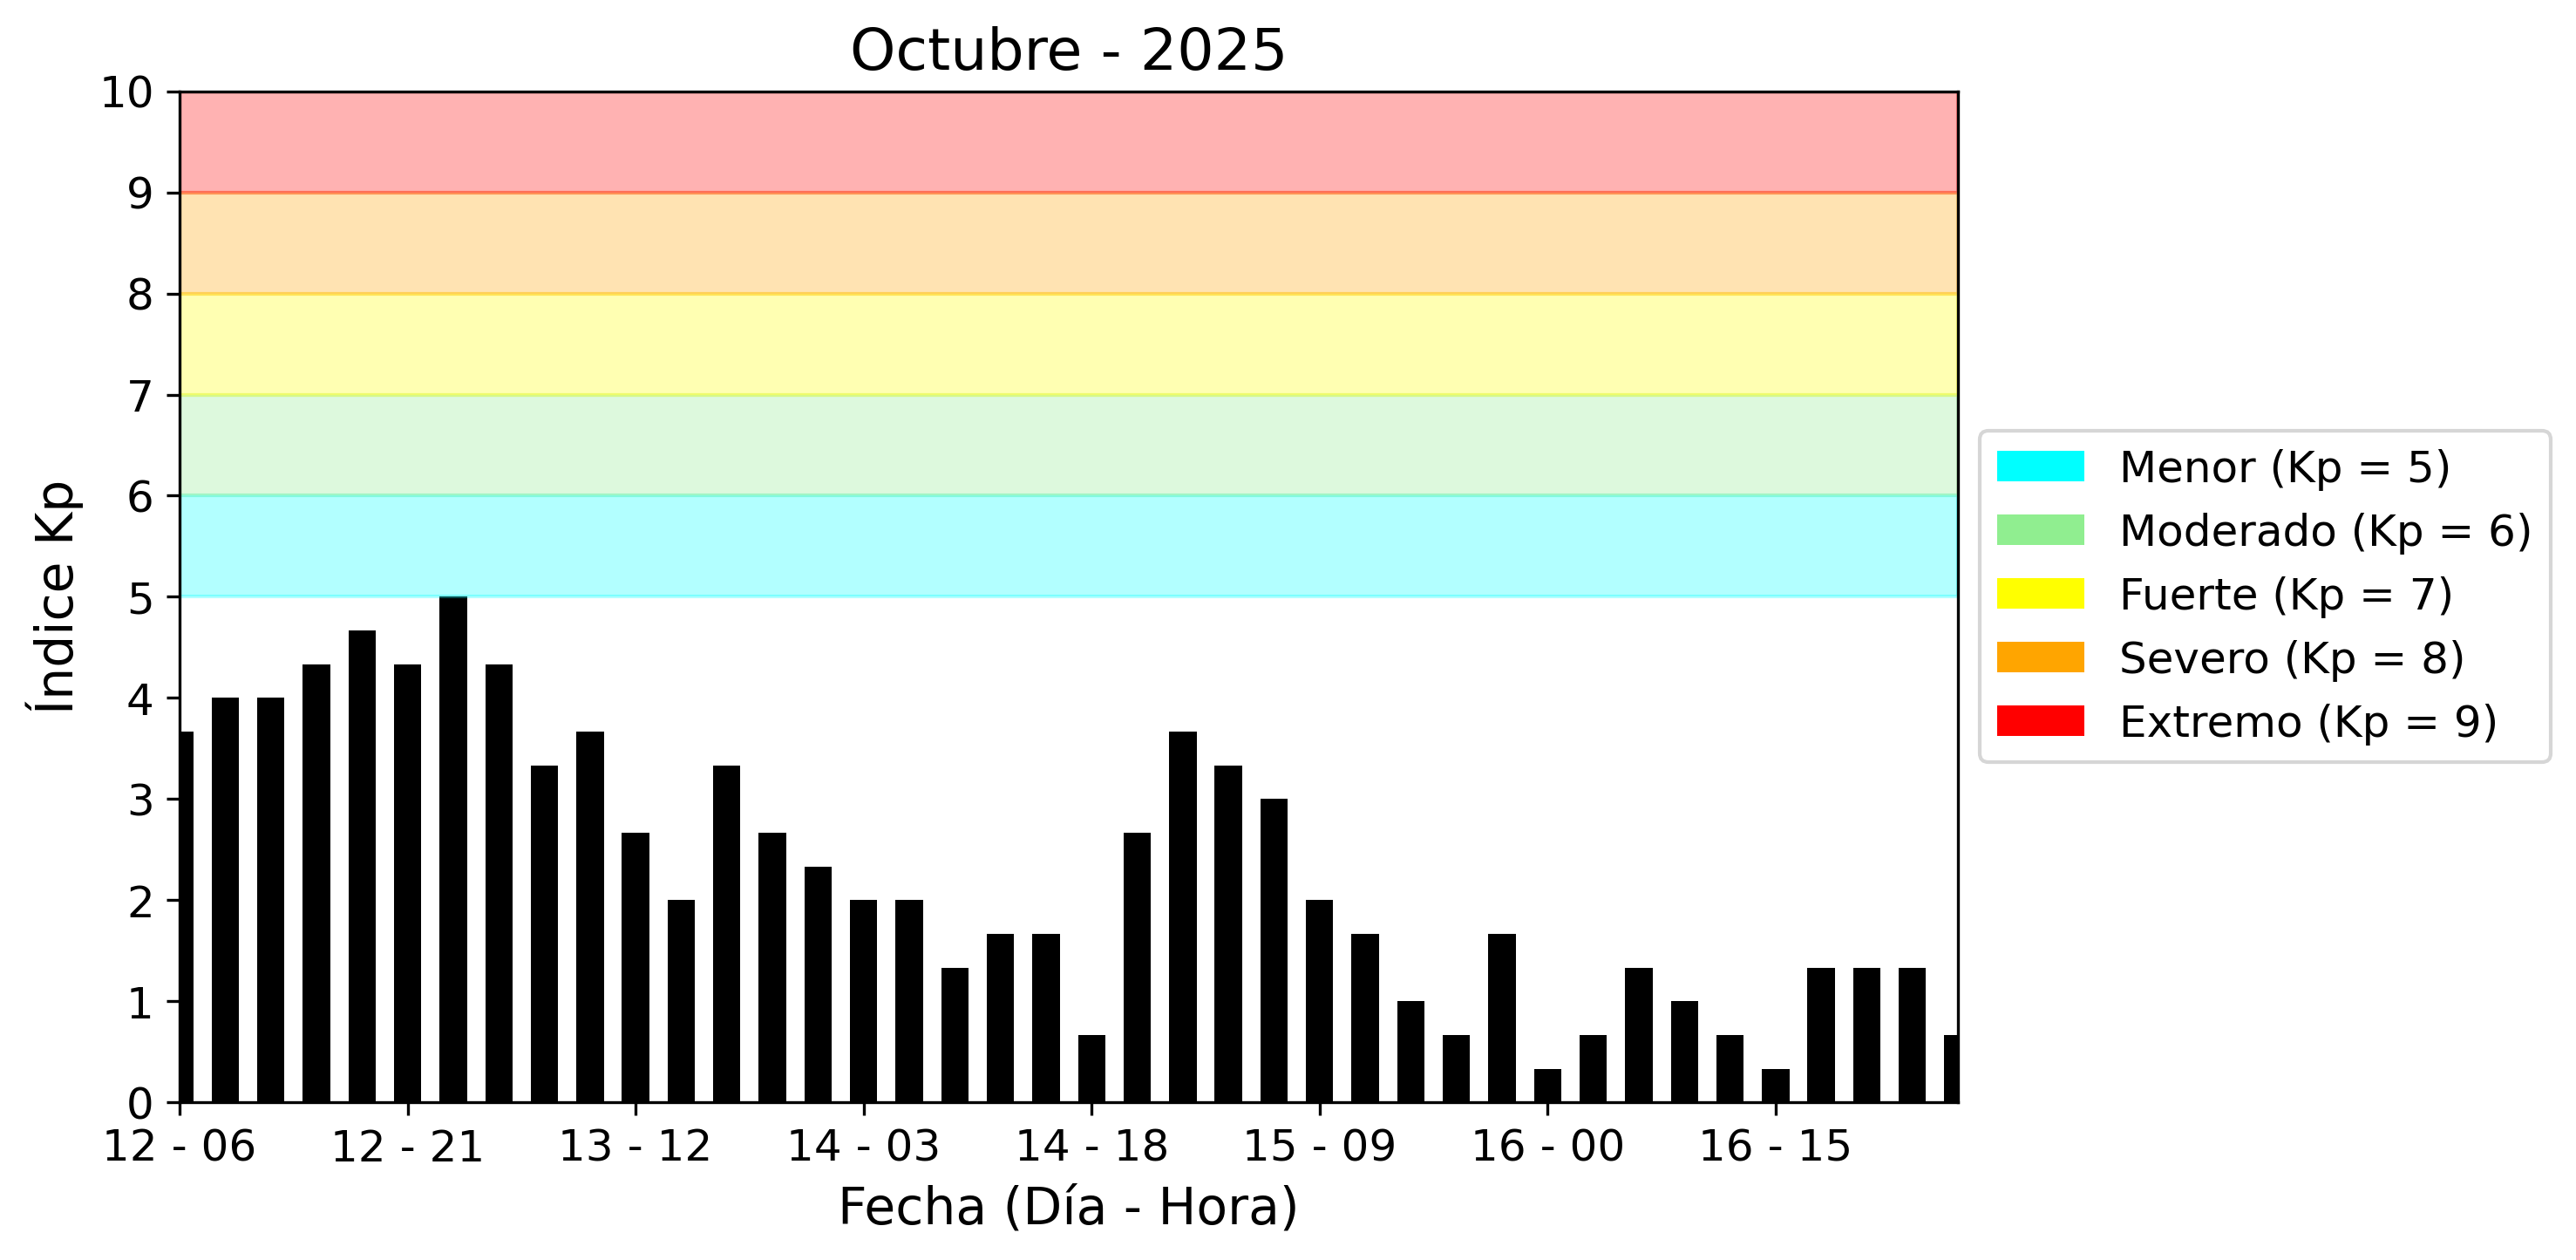 Octubre - 2025
10
9
8
7
6
5
4
3
2
1
0
Índice Kp
12 - 06
12 - 21
13 - 12
14 - 03
14 - 18
15 - 09
16 - 00
16 - 15
Fecha (Día - Hora)
Menor (Kp = 5)
Moderado (Kp = 6)
Fuerte (Kp = 7)
Severo (Kp = 8)
Extremo (Kp = 9)